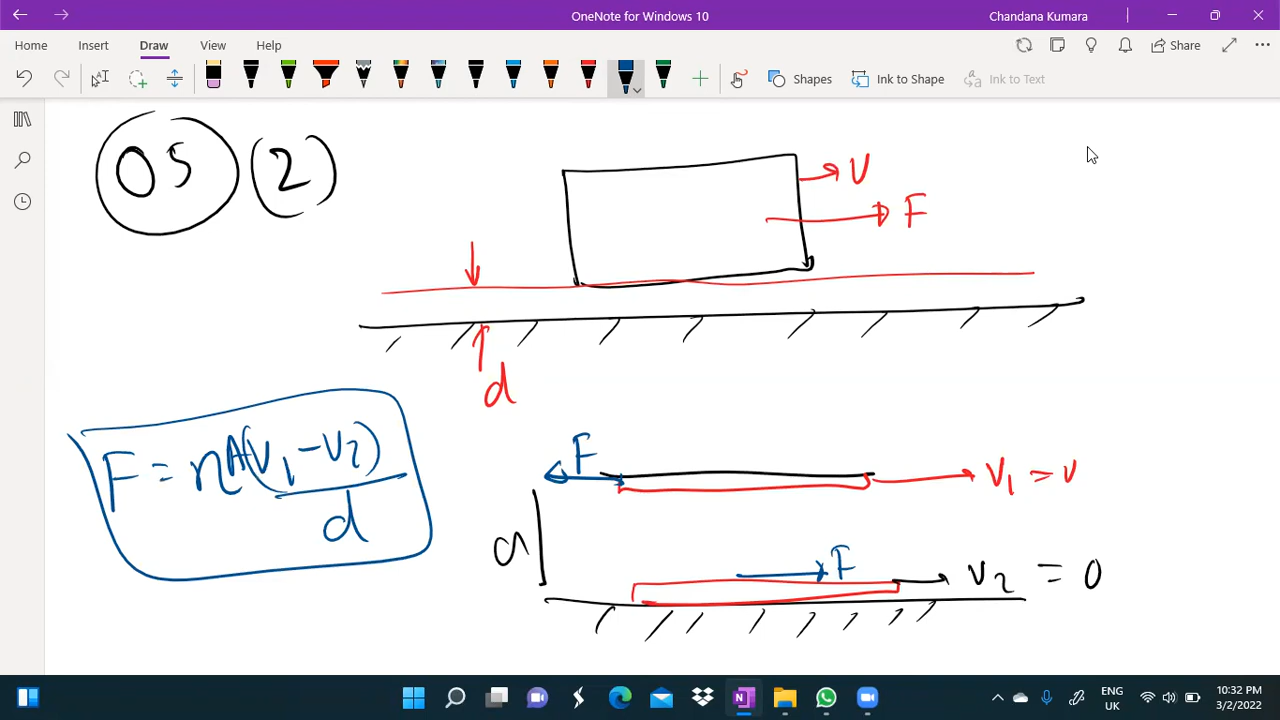 OneNote for Windows 10
Chandana Kumara
Home Insert Draw View Help
Share
Shapes
Ink to Shape
Ink to Text
05 (2)
V
F
d
F = ηA(V₁ - V₂)
d
F
V₁ = V
d
F
V₂ = 0
ENG
UK
10:32 PM
3/2/2022